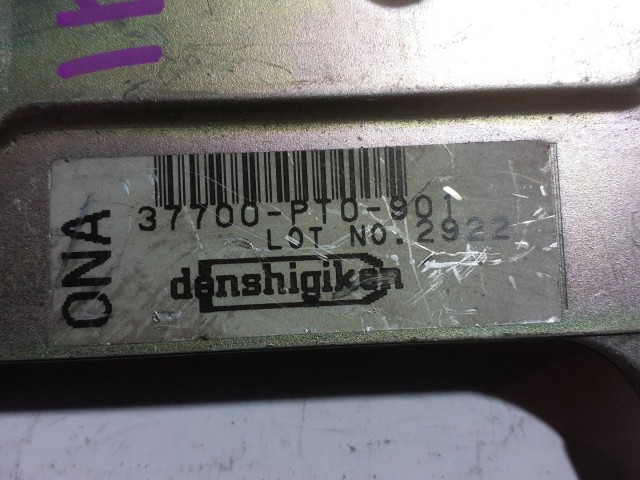 37700-PT0-901
LOT NO.2922
denshigiken
ONA